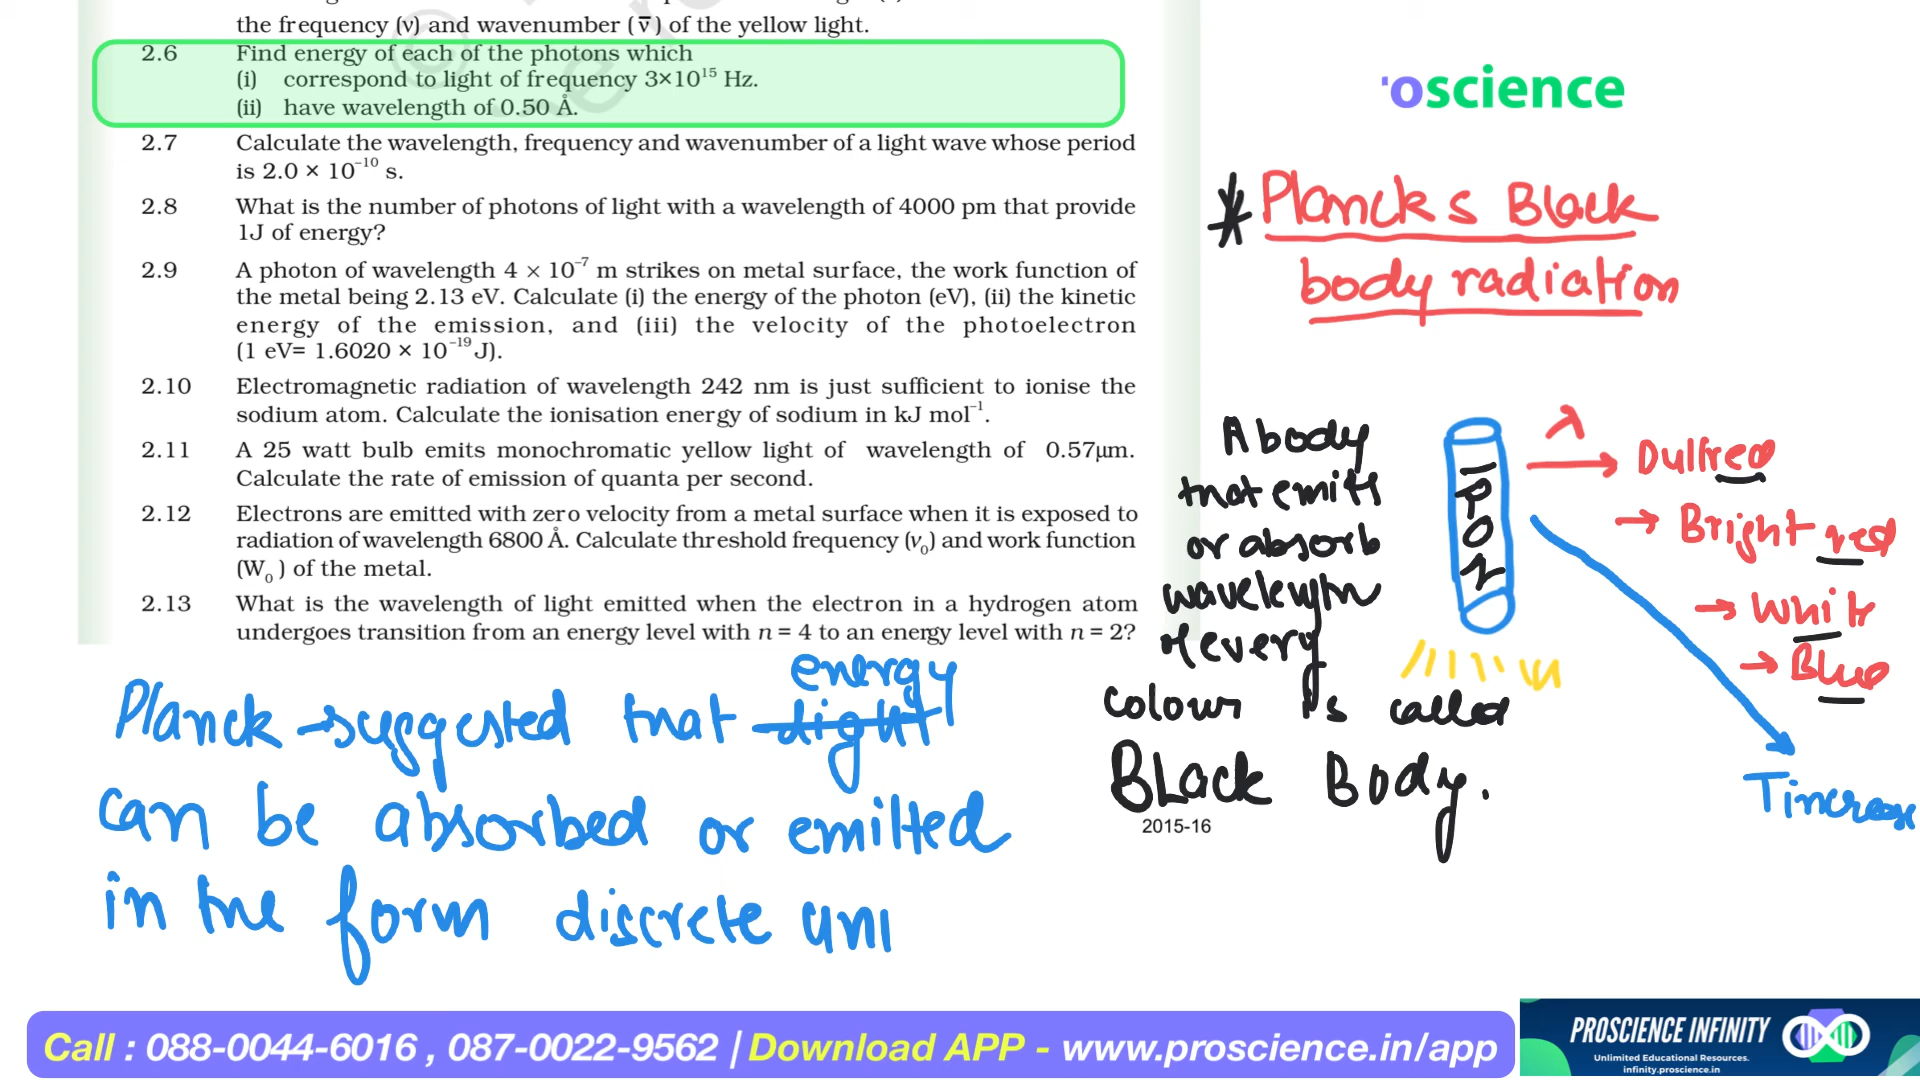 the frequency (ν) and wavenumber ( ν̅ ) of the yellow light.
2.6 Find energy of each of the photons which
(i) correspond to light of frequency 3×10¹⁵ Hz.
(ii) have wavelength of 0.50 Å.
2.7 Calculate the wavelength, frequency and wavenumber of a light wave whose period
is 2.0 × 10⁻¹⁰ s.
2.8 What is the number of photons of light with a wavelength of 4000 pm that provide
1J of energy?
2.9 A photon of wavelength 4 × 10⁻⁷ m strikes on metal surface, the work function of
the metal being 2.13 eV. Calculate (i) the energy of the photon (eV), (ii) the kinetic
energy of the emission, and (iii) the velocity of the photoelectron
(1 eV= 1.6020 × 10⁻¹⁹ J).
2.10 Electromagnetic radiation of wavelength 242 nm is just sufficient to ionise the
sodium atom. Calculate the ionisation energy of sodium in kJ mol⁻¹.
2.11 A 25 watt bulb emits monochromatic yellow light of wavelength of 0.57μm.
Calculate the rate of emission of quanta per second.
2.12 Electrons are emitted with zero velocity from a metal surface when it is exposed to
radiation of wavelength 6800 Å. Calculate threshold frequency (ν₀) and work function
(W₀ ) of the metal.
2.13 What is the wavelength of light emitted when the electron in a hydrogen atom
undergoes transition from an energy level with n = 4 to an energy level with n = 2?
energy
Planck → suggested that light
can be absorbed or emitted
in the form discrete uni
oscience
* Plancks Black
body radiation
A body
that emits
or absorb
wavelength
of every
colour is called
Black Body.
2015-16
IRON
λ
→ Dull red
→ Bright red
→ White
→ Blue
T increase
Call : 088-0044-6016 , 087-0022-9562 | Download APP - www.proscience.in/app
PROSCIENCE INFINITY
Unlimited Educational Resources.
infinity.proscience.in